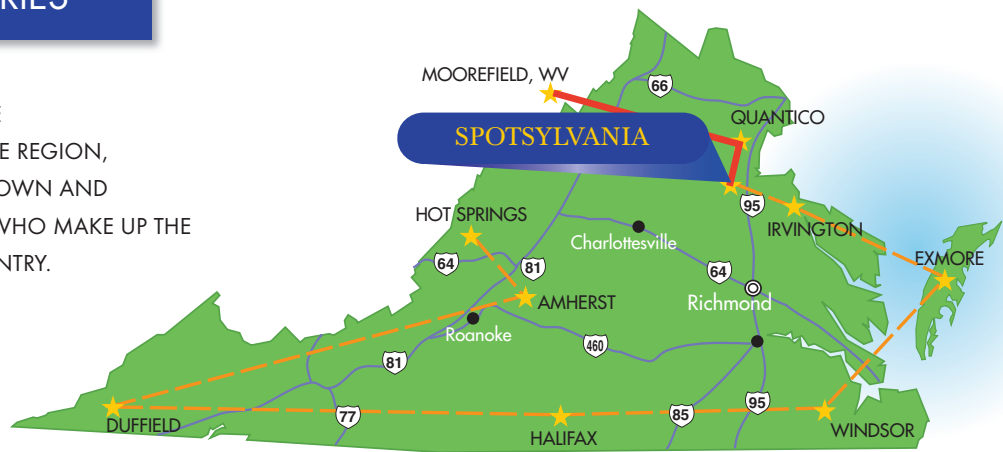 RIES
E
E REGION,
OWN AND
WHO MAKE UP THE
NTRY.
MOOREFIELD, WV
66
QUANTICO
SPOTSYLVANIA
95
IRVINGTON
HOT SPRINGS
Charlottesville
64
81
64
EXMORE
AMHERST
Richmond
Roanoke
460
81
DUFFIELD
77
HALIFAX
85
95
WINDSOR